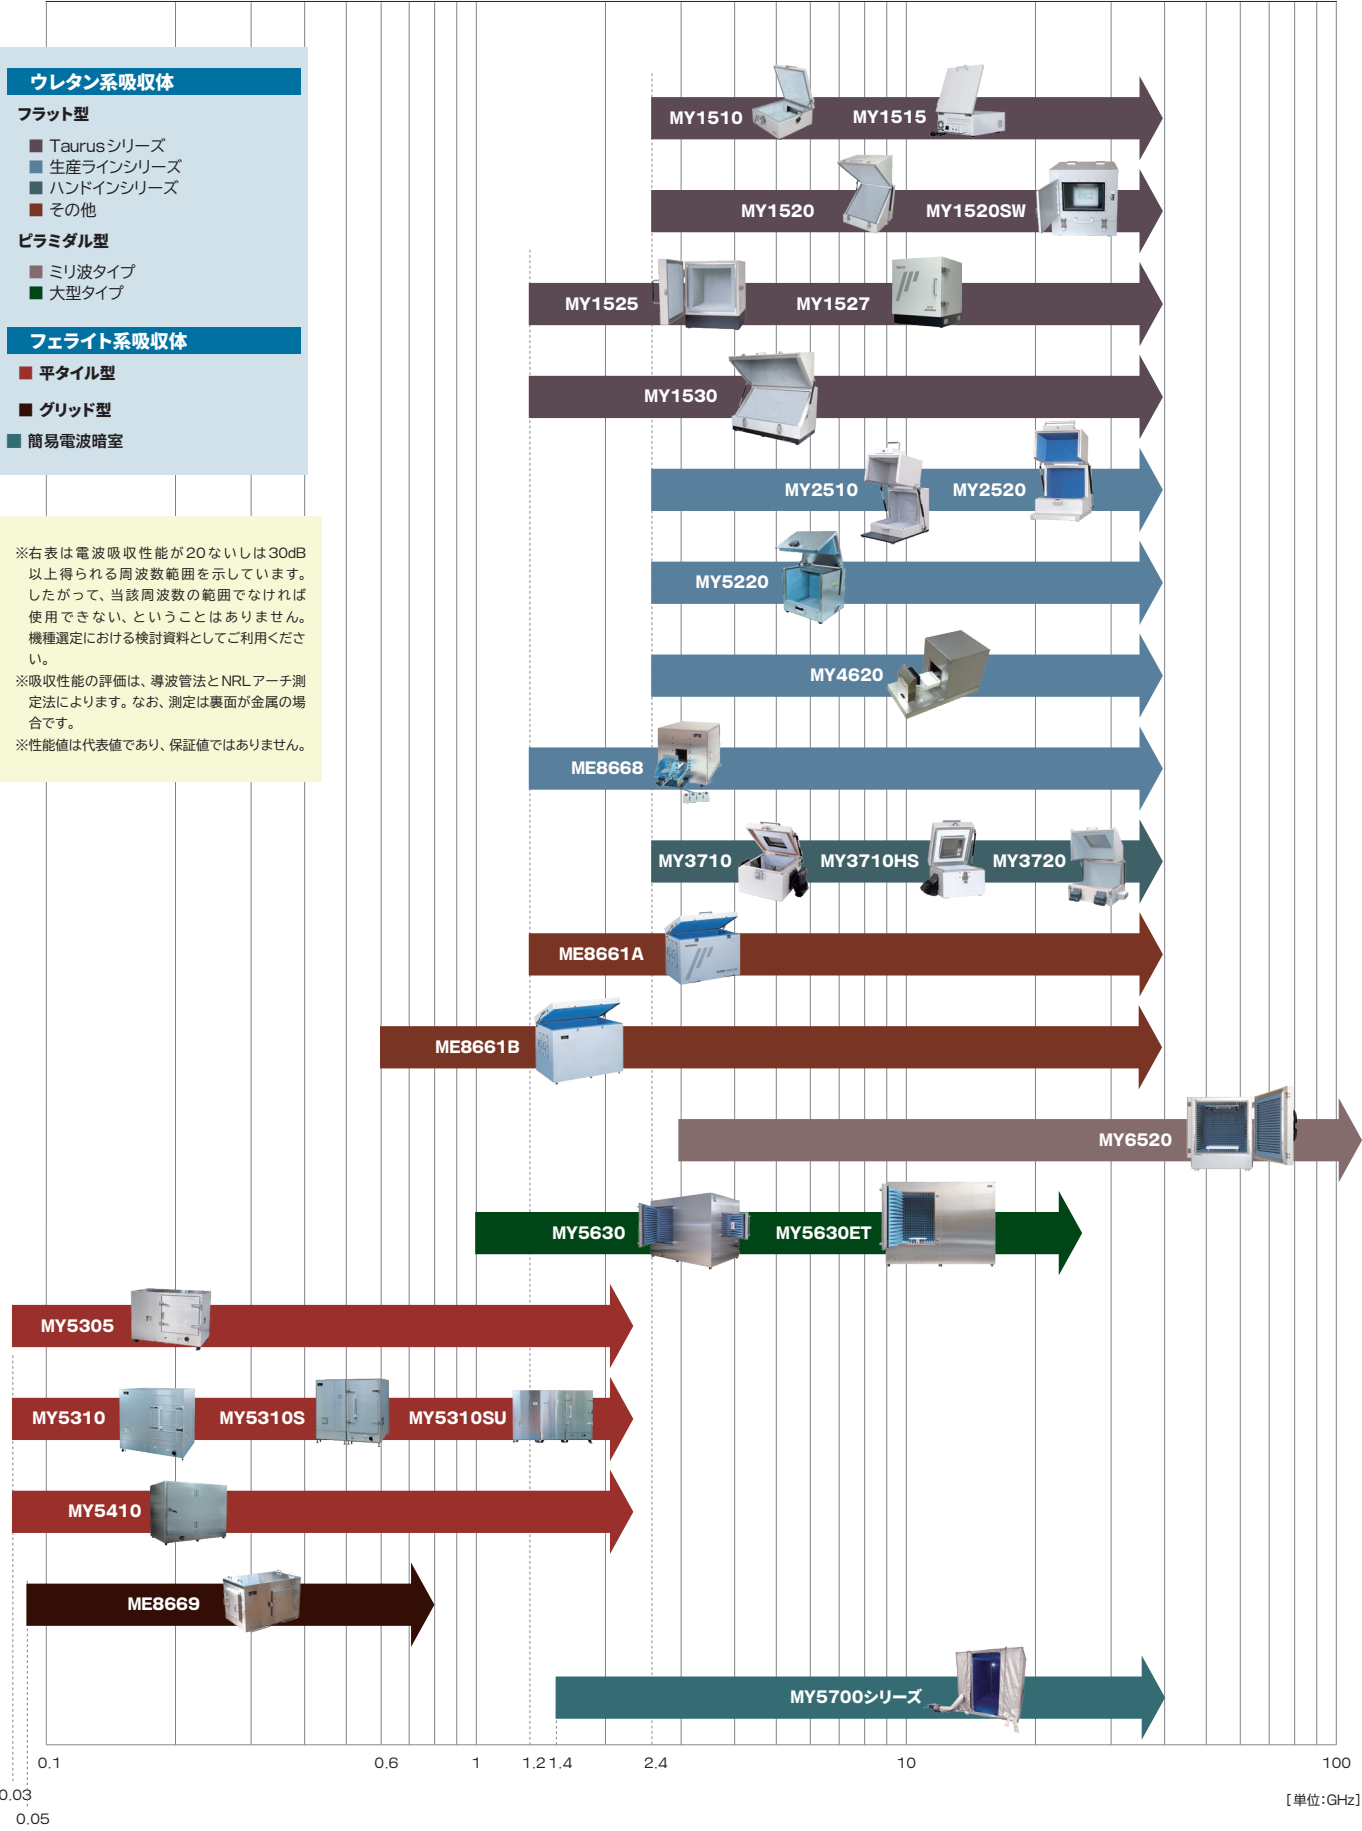 ウレタン系吸収体
フラット型
Taurusシリーズ
生産ラインシリーズ
ハンドインシリーズ
その他
ピラミダル型
ミリ波タイプ
大型タイプ
フェライト系吸収体
平タイル型
グリッド型
簡易電波暗室
※右表は電波吸収性能が20ないしは30dB
以上得られる周波数範囲を示しています。
したがって、当該周波数の範囲でなければ
使用できない、ということはありません。
機種選定における検討資料としてご利用くださ
い。
※吸収性能の評価は、導波管法とNRLアーチ測
定法によります。なお、測定は裏面が金属の場
合です。
※性能値は代表値であり、保証値ではありません。
MY1510 MY1515
MY1520 MY1520SW
MY1525 MY1527
MY1530
MY2510 MY2520
MY5220
MY4620
ME8668
MY3710 MY3710HS MY3720
ME8661A
ME8661B
MY6520
MY5630 MY5630ET
MY5305
MY5310 MY5310S MY5310SU
MY5410
ME8669
MY5700シリーズ
0.1 0.6 1 1.2 1.4 2.4 10 100
0.03
0.05
[単位:GHz]